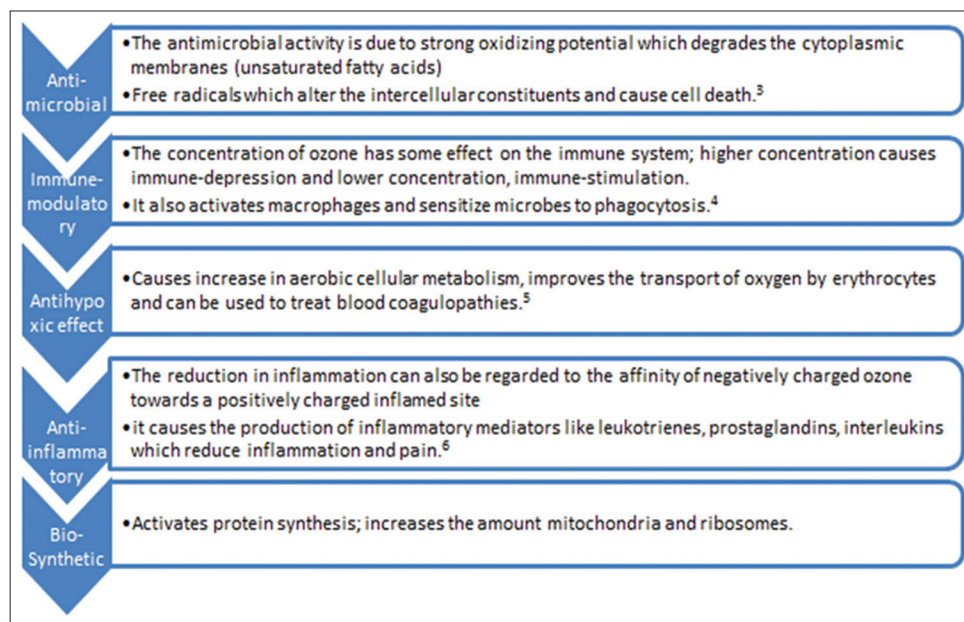 Anti-
microbial
•The antimicrobial activity is due to strong oxidizing potential which degrades the cytoplasmic
membranes (unsaturated fatty acids)
•Free radicals which alter the intercellular constituents and cause cell death.3
Immune-
modulato
ry
•The concentration of ozone has some effect on the immune system; higher concentration causes
immune-depression and lower concentration, immune-stimulation.
•It also activates macrophages and sensitize microbes to phagocytosis.4
Antihypo
xic effect
•Causes increase in aerobic cellular metabolism, improves the transport of oxygen by erythrocytes
and can be used to treat blood coagulopathies.5
Anti-
inflamma
tory
•The reduction in inflammation can also be regarded to the affinity of negatively charged ozone
towards a positively charged inflamed site
•it causes the production of inflammatory mediators like leukotrienes, prostaglandins, interleukins
which reduce inflammation and pain.6
Bio-
Synthetic
•Activates protein synthesis; increases the amount mitochondria and ribosomes.